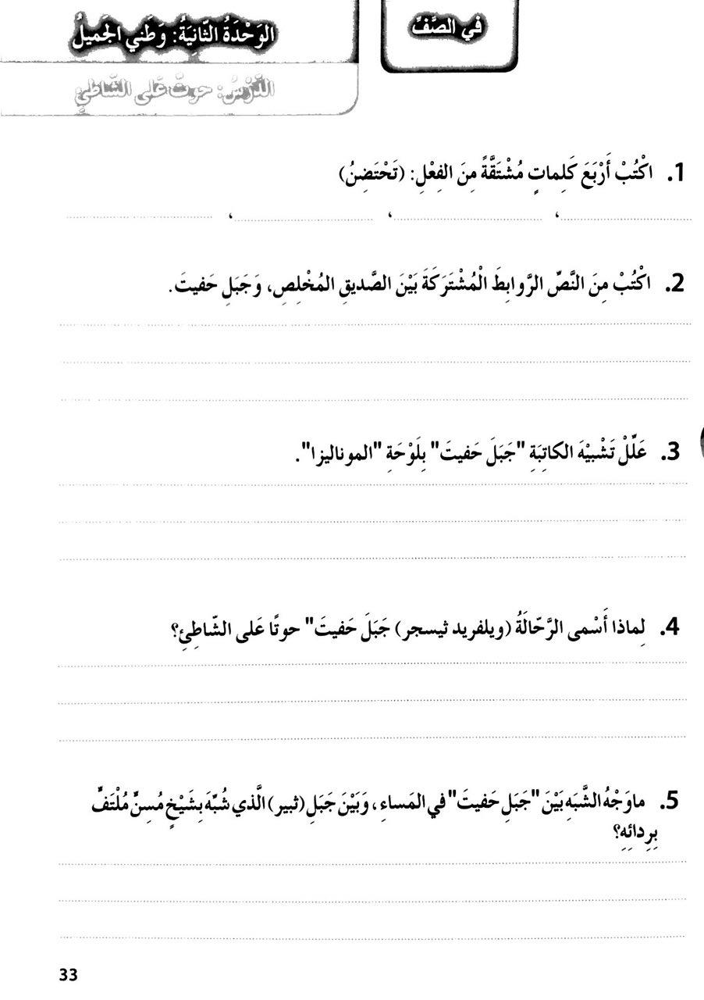 في الصَّفِّ
الوَحْدَةُ الثّانِيَةُ: وَطَني الجَميلُ
الدَّرْسُ: حوتٌ عَلى الشّاطِئِ
1. اكْتُبْ أَرْبَعَ كَلِماتٍ مُشْتَقَّةً مِنَ الفِعْلِ: (تَحْتَضِنُ)
، ، ،
2. اكْتُبْ مِنَ النَّصِّ الرَّوابِطَ الْمُشْتَرَكَةَ بَيْنَ الصَّديقِ المُخْلِصِ، وَجَبَلِ حَفيتَ.
3. عَلِّلْ تَشْبيْهَ الكاتِبَةِ "جَبَلَ حَفيتَ" بِلَوْحَةِ "الموناليزا".
4. لِماذا أَسْمى الرَّحّالَةُ (ويلفريد ثيسجر) جَبَلَ حَفيتَ" حوتًا عَلى الشّاطِئِ؟
5. ماوَجْهُ الشَّبَهِ بَيْنَ "جَبَلِ حَفيتَ" في المَساءِ، وَبَيْنَ جَبَلِ (ثبير) الَّذي شُبِّهَ بِشَيْخٍ مُسِنٍّ مُلْتَفٍّ
بِرِدائِهِ؟
33